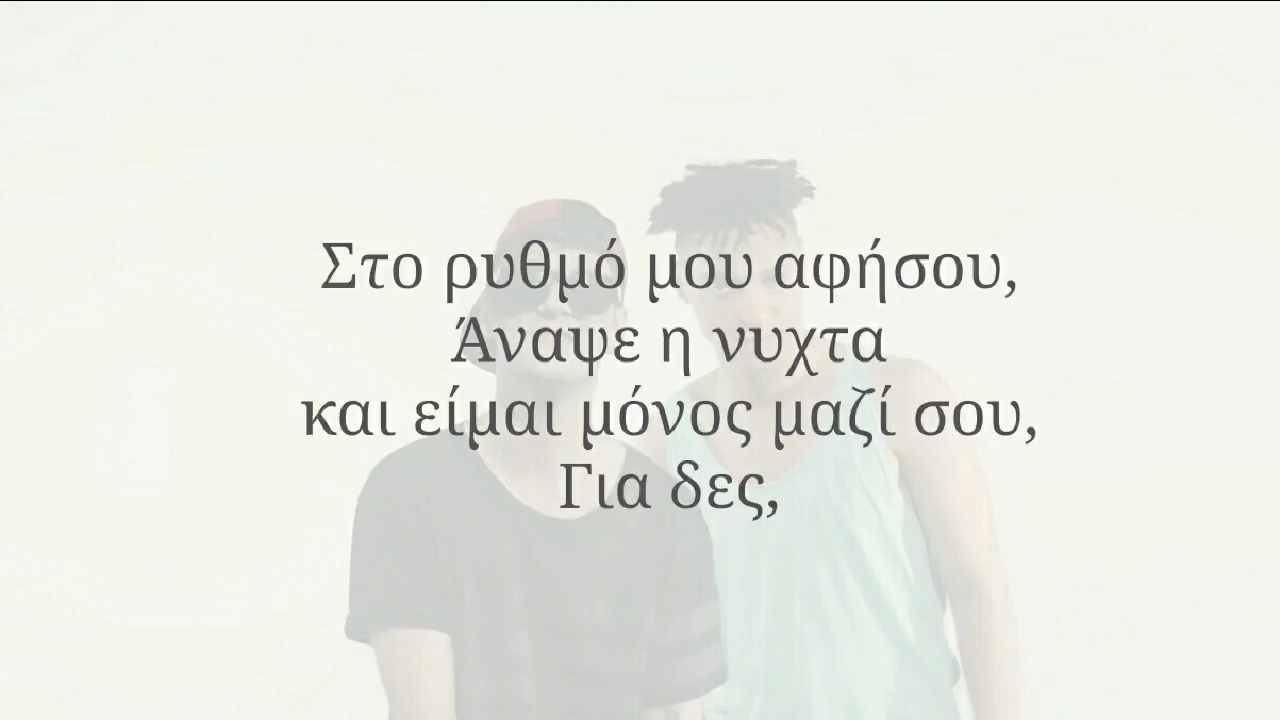 Στο ρυθμό μου αφήσου,
Άναψε η νυχτα
και είμαι μόνος μαζί σου,
Για δες,